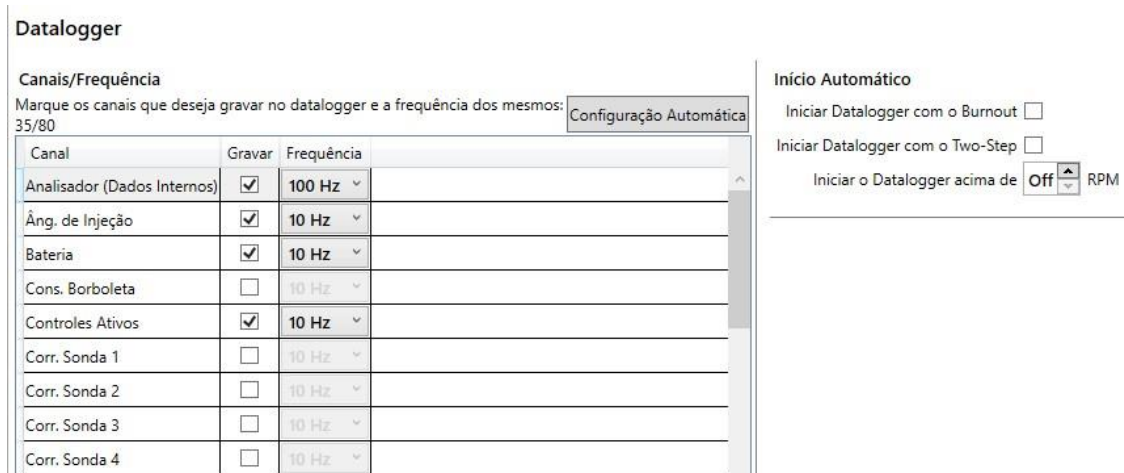 Datalogger
Canais/Frequência
Marque os canais que deseja gravar no datalogger e a frequência dos mesmos:
35/80
Configuração Automática
Canal Gravar Frequência
Analisador (Dados Internos) 100 Hz
Âng. de Injeção 10 Hz
Bateria 10 Hz
Cons. Borboleta 10 Hz
Controles Ativos 10 Hz
Corr. Sonda 1 10 Hz
Corr. Sonda 2 10 Hz
Corr. Sonda 3 10 Hz
Corr. Sonda 4 10 Hz
Início Automático
Iniciar Datalogger com o Burnout
Iniciar Datalogger com o Two-Step
Iniciar o Datalogger acima de Off RPM